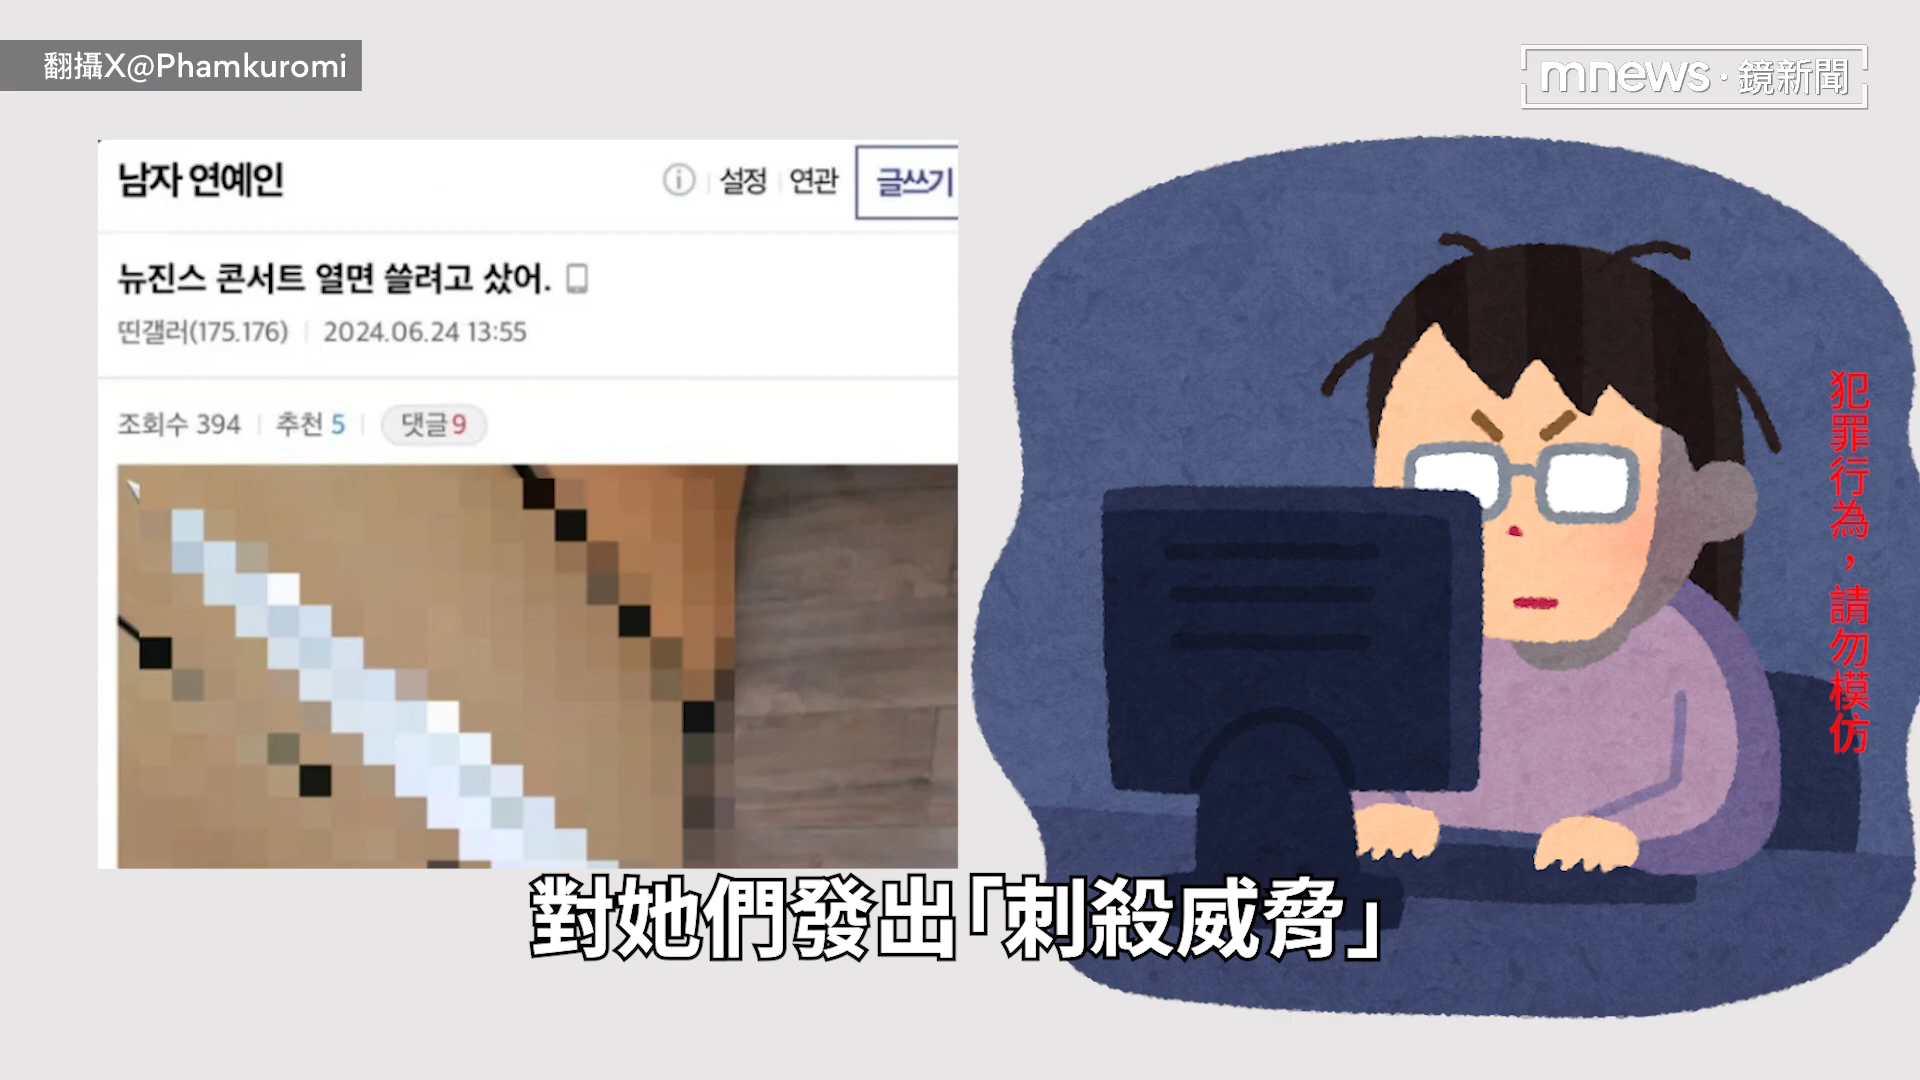 翻攝X@Phamkuromi
mnews·鏡新聞
남자 연예인
설정 연관 글쓰기
뉴진스 콘서트 열면 쓸려고 샀어.
띤갤러(175.176) 2024.06.24 13:55
조회수 394 추천 5 댓글 9
犯罪行為，請勿模仿
對她們發出「刺殺威脅」